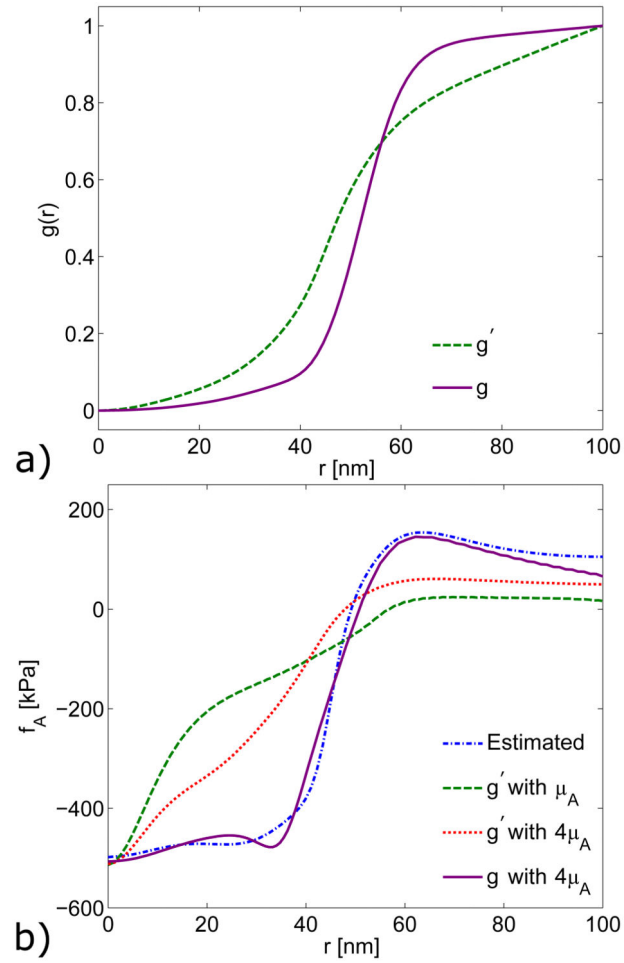 1
0.8
0.6
0.4
0.2
0
g(r)
g′
g
0 20 40 60 80 100
r [nm]
a)
200
0
−200
−400
−600
f_A [kPa]
Estimated
g′ with μ_A
g′ with 4μ_A
g with 4μ_A
0 20 40 60 80 100
r [nm]
b)